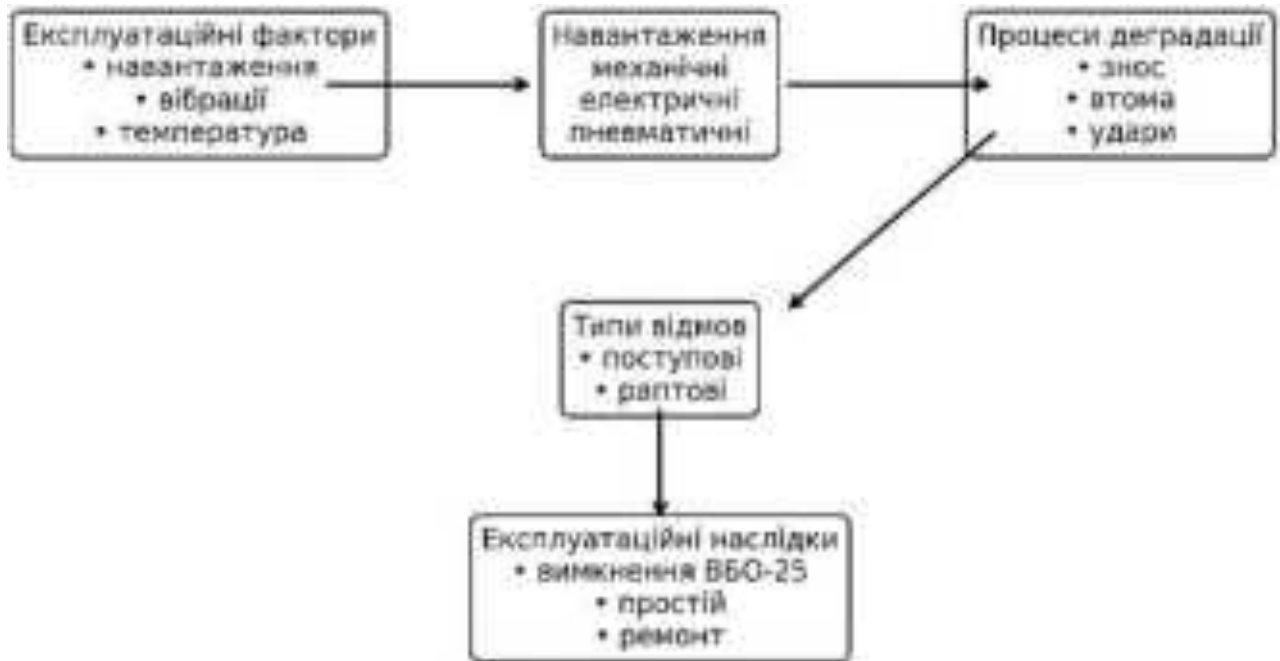 Експлуатаційні фактори
• навантаження
• вібрації
• температура
Навантаження
механічні
електричні
пневматичні
Процеси деградації
• знос
• втома
• удари
Типи відмов
• поступові
• раптові
Експлуатаційні наслідки
• вимкнення ВБО-25
• простій
• ремонт